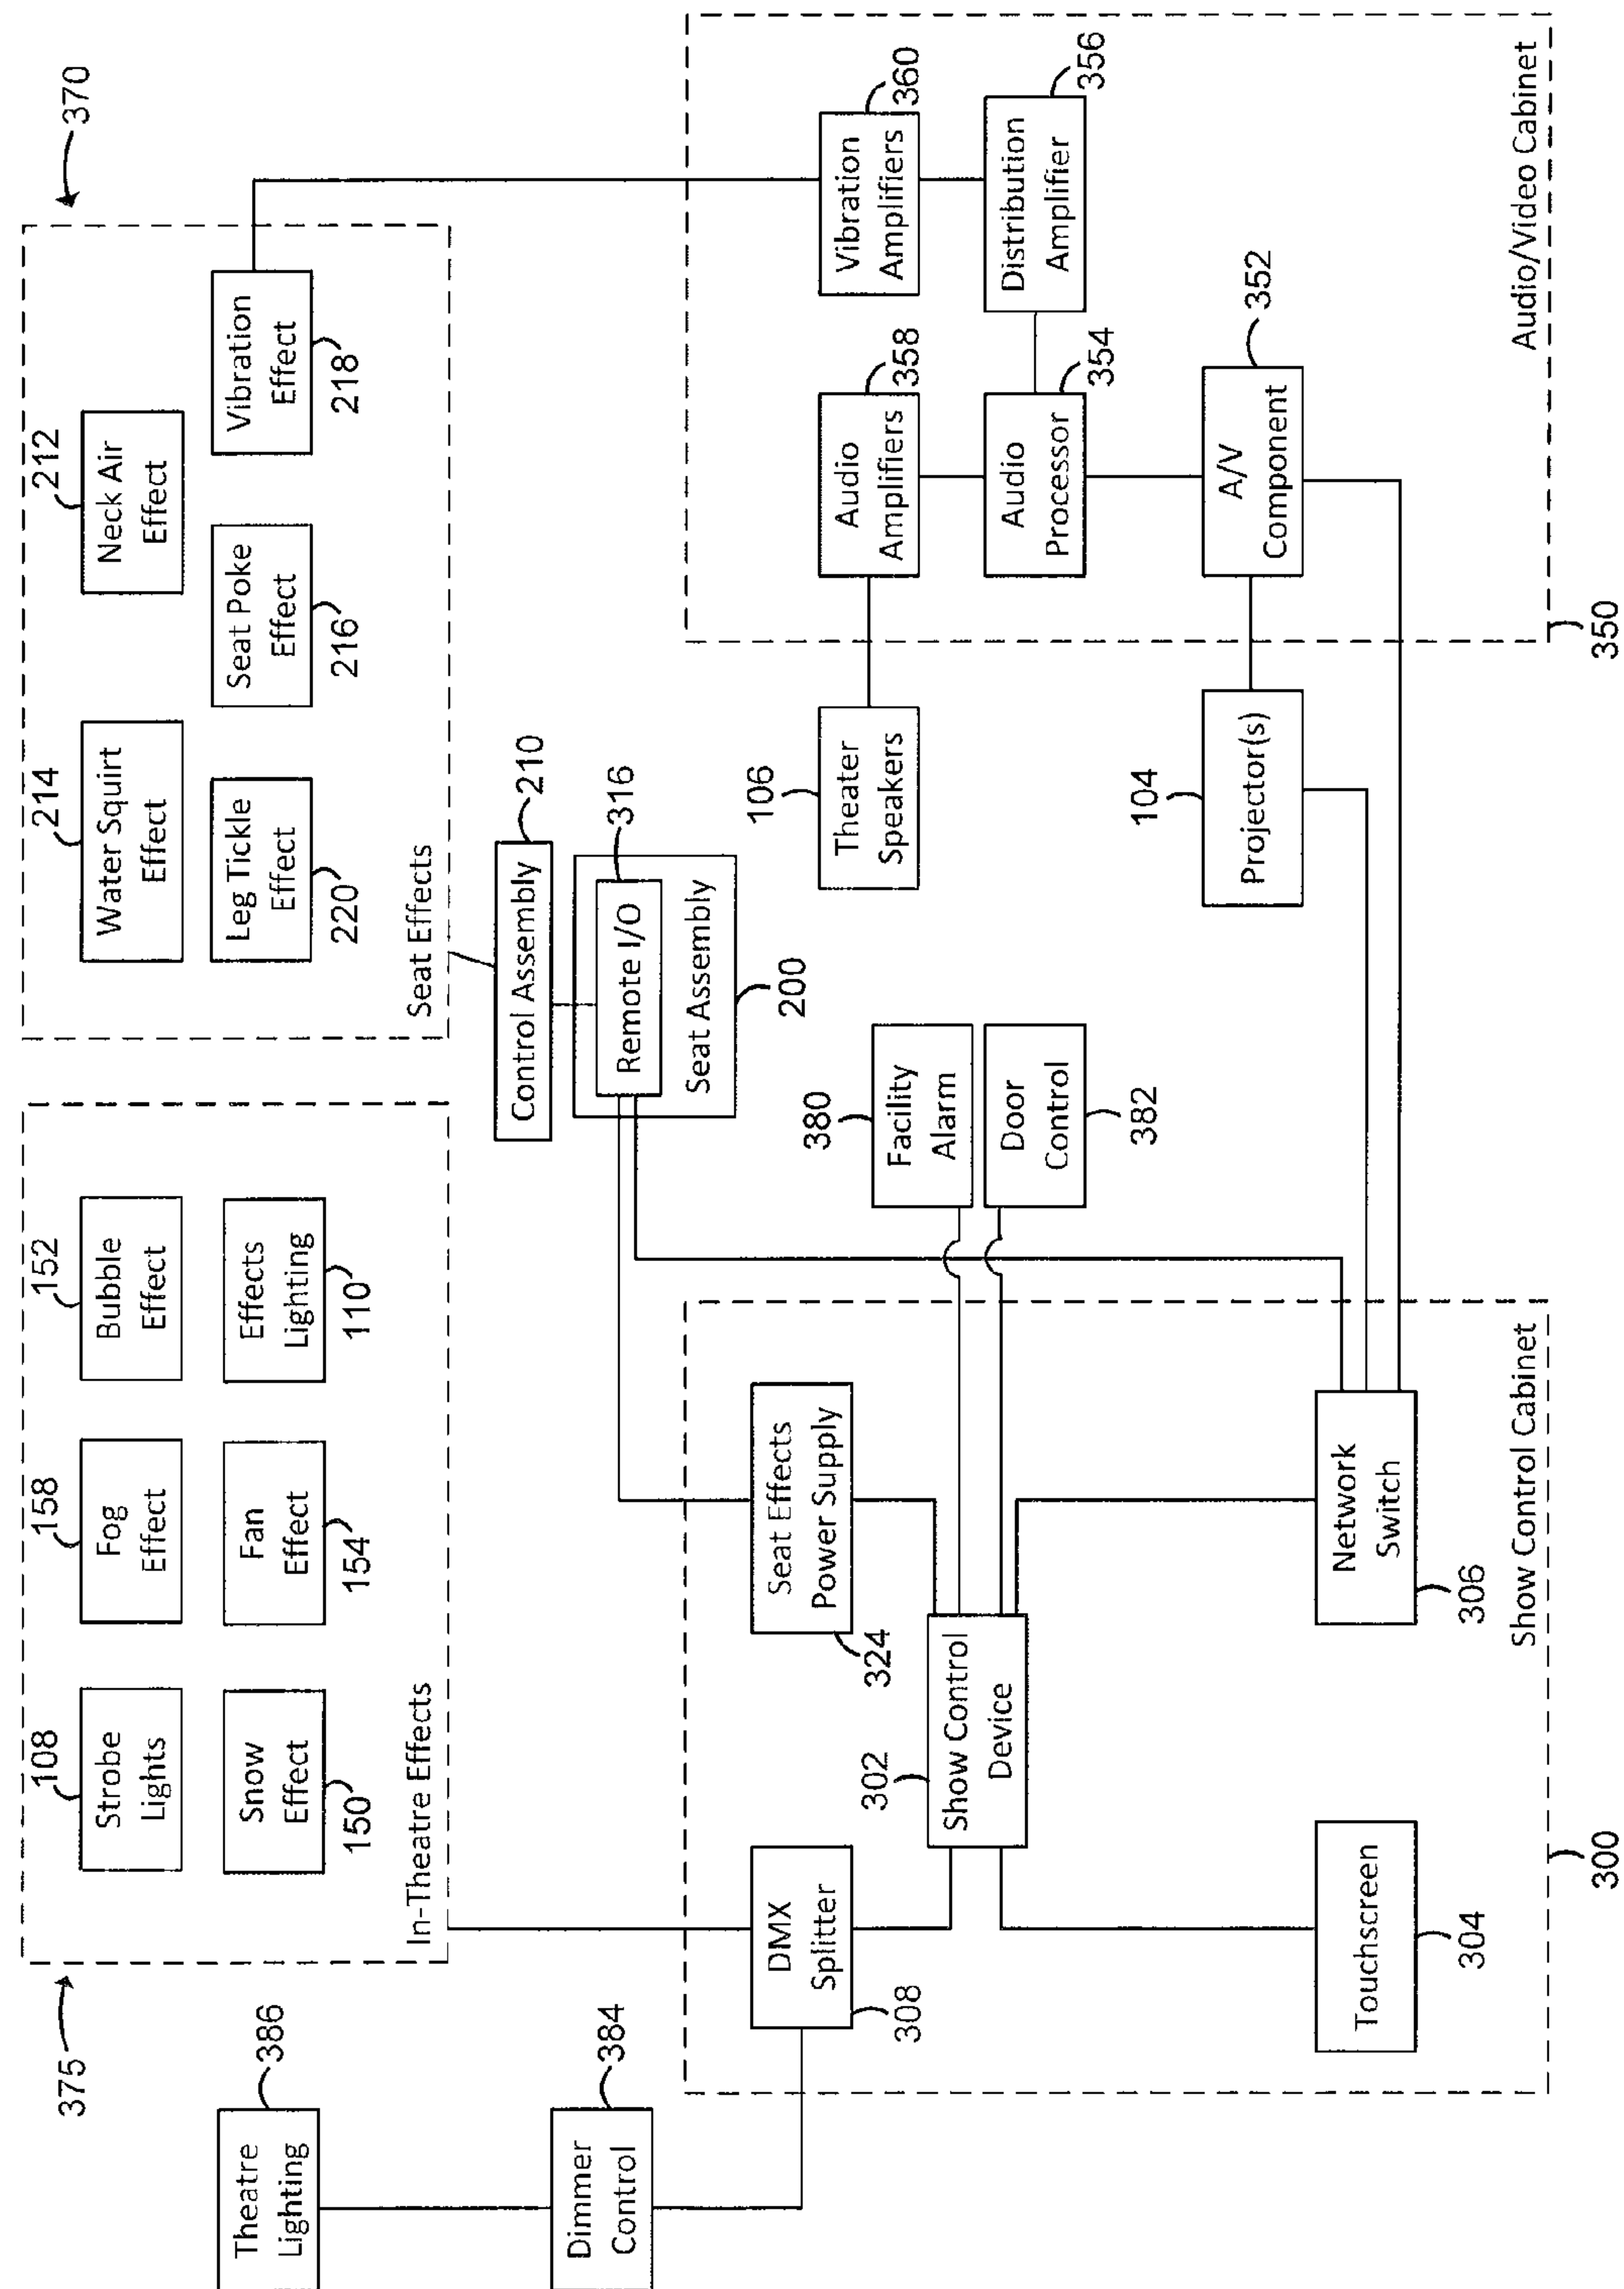 375
386
Theatre
Lighting
384
Dimmer
Control
108
Strobe
Lights
158
Fog
Effect
152
Bubble
Effect
Snow
Effect
150
Fan
Effect
154
Effects
Lighting
110
In-Theatre Effects
370
214
Water Squirt
Effect
212
Neck Air
Effect
Leg Tickle
Effect
220
Seat Poke
Effect
216
Vibration
Effect
218
Seat Effects
Control Assembly
210
Remote I/O
316
Seat Assembly
200
DMX
Splitter
308
Seat Effects
Power Supply
324
302
Show Control
Device
Touchscreen
304
Network
Switch
306
Show Control Cabinet
300
380
Facility
Alarm
Door
Control
382
106
Theater
Speakers
104
Projector(s)
Audio
Amplifiers
358
Vibration
Amplifiers
360
Audio
Processor
354
Distribution
Amplifier
356
A/V
Component
352
Audio/Video Cabinet
350